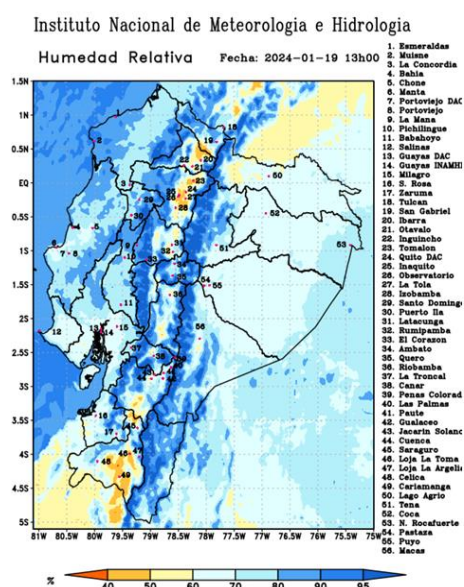 Instituto Nacional de Meteorologia e Hidrologia
Humedad Relativa Fecha: 2024-01-19 13h00
1. Esmeraldas
2. Muisne
3. La Concordia
4. Bahia
5. Chone
6. Manta
7. Portoviejo DAC
8. Portoviejo
9. La Mana
10. Pichilingue
11. Babahoyo
12. Salinas
13. Guayas DAC
14. Guayas INAMHI
15. Milagro
16. S. Rosa
17. Zaruma
18. Tulcan
19. San Gabriel
20. Ibarra
21. Otavalo
22. Inguincho
23. Tomalon
24. Quito DAC
25. Inaquito
26. Observatorio
27. La Tola
28. Izobamba
29. Santo Domingo
30. Puerto Ila
31. Latacunga
32. Rumipamba
33. El Corazon
34. Ambato
35. Quero
36. Riobamba
37. La Troncal
38. Canar
39. Penas Colorad
40. Las Palmas
41. Paute
42. Gualaceo
43. Jacarin Solano
44. Cuenca
45. Saraguro
46. Loja La Toma
47. Loja La Argelia
48. Celica
49. Cariamanga
50. Lago Agrio
51. Tena
52. Coca
53. N. Rocafuerte
54. Pastaza
55. Puyo
56. Macas
1.5N
1N
0.5N
EQ
0.5S
1S
1.5S
2S
2.5S
3S
3.5S
4S
4.5S
5S
81W 80.5W 80W 79.5W 79W 78.5W 78W 77.5W 77W 76.5W 76W 75.5W 75W
% 40 50 60 70 80 90 95